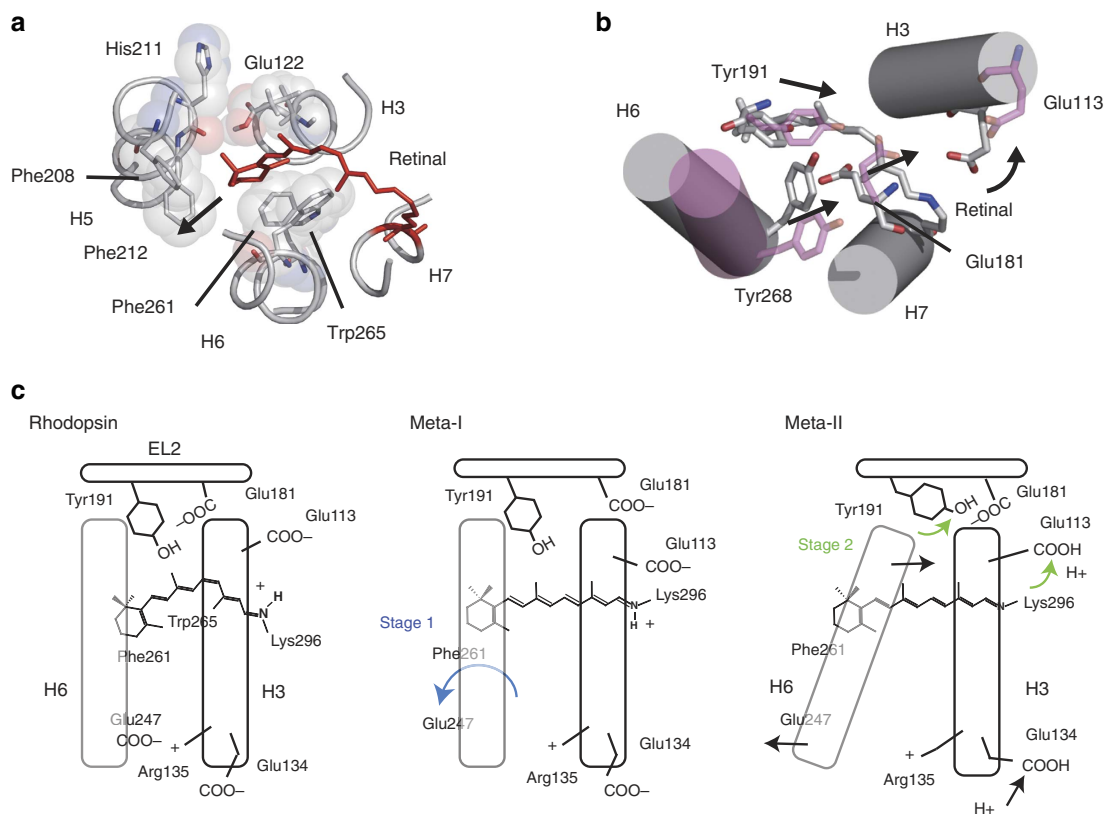 a
His211
Glu122
H3
Retinal
Phe208
H5
Phe212
H7
Phe261
Trp265
H6
b
H3
Tyr191
Glu113
H6
Retinal
Glu181
Tyr268
H7
c
Rhodopsin
EL2
Tyr191
Glu181
–OOC
Glu113
COO–
OH
+
H
N
Trp265
Lys296
Phe261
H6
H3
Glu247
COO–
+
Arg135
Glu134
COO–
Meta-I
Tyr191
Glu181
COO–
Glu113
COO–
OH
Lys296
N
H
+
Stage 1
Phe261
Glu247
+
Arg135
Glu134
COO–
Meta-II
Glu181
Tyr191
OH
–OOC
Glu113
Stage 2
COOH
H+
N
Lys296
Phe261
H6
H3
Glu247
Glu134
+
Arg135
COOH
H+